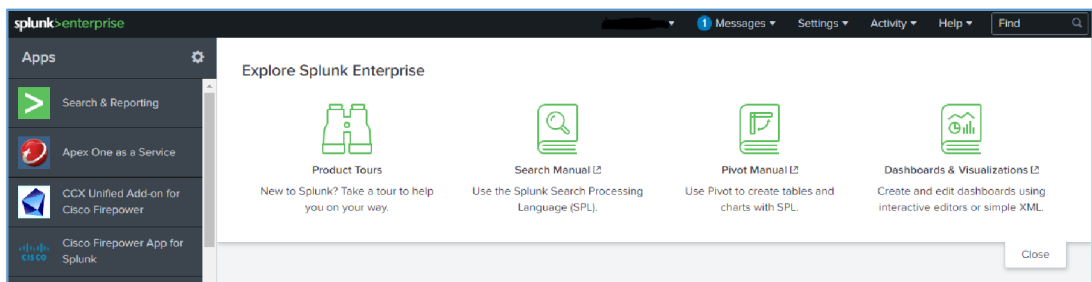 splunk>enterprise
1 Messages Settings Activity Help Find
Apps
Search & Reporting
Apex One as a Service
CCX Unified Add-on for
Cisco Firepower
CISCO
Cisco Firepower App for
Splunk
Explore Splunk Enterprise
Product Tours
New to Splunk? Take a tour to help
you on your way.
Search Manual
Use the Splunk Search Processing
Language (SPL).
Pivot Manual
Use Pivot to create tables and
charts with SPL.
Dashboards & Visualizations
Create and edit dashboards using
interactive editors or simple XML.
Close